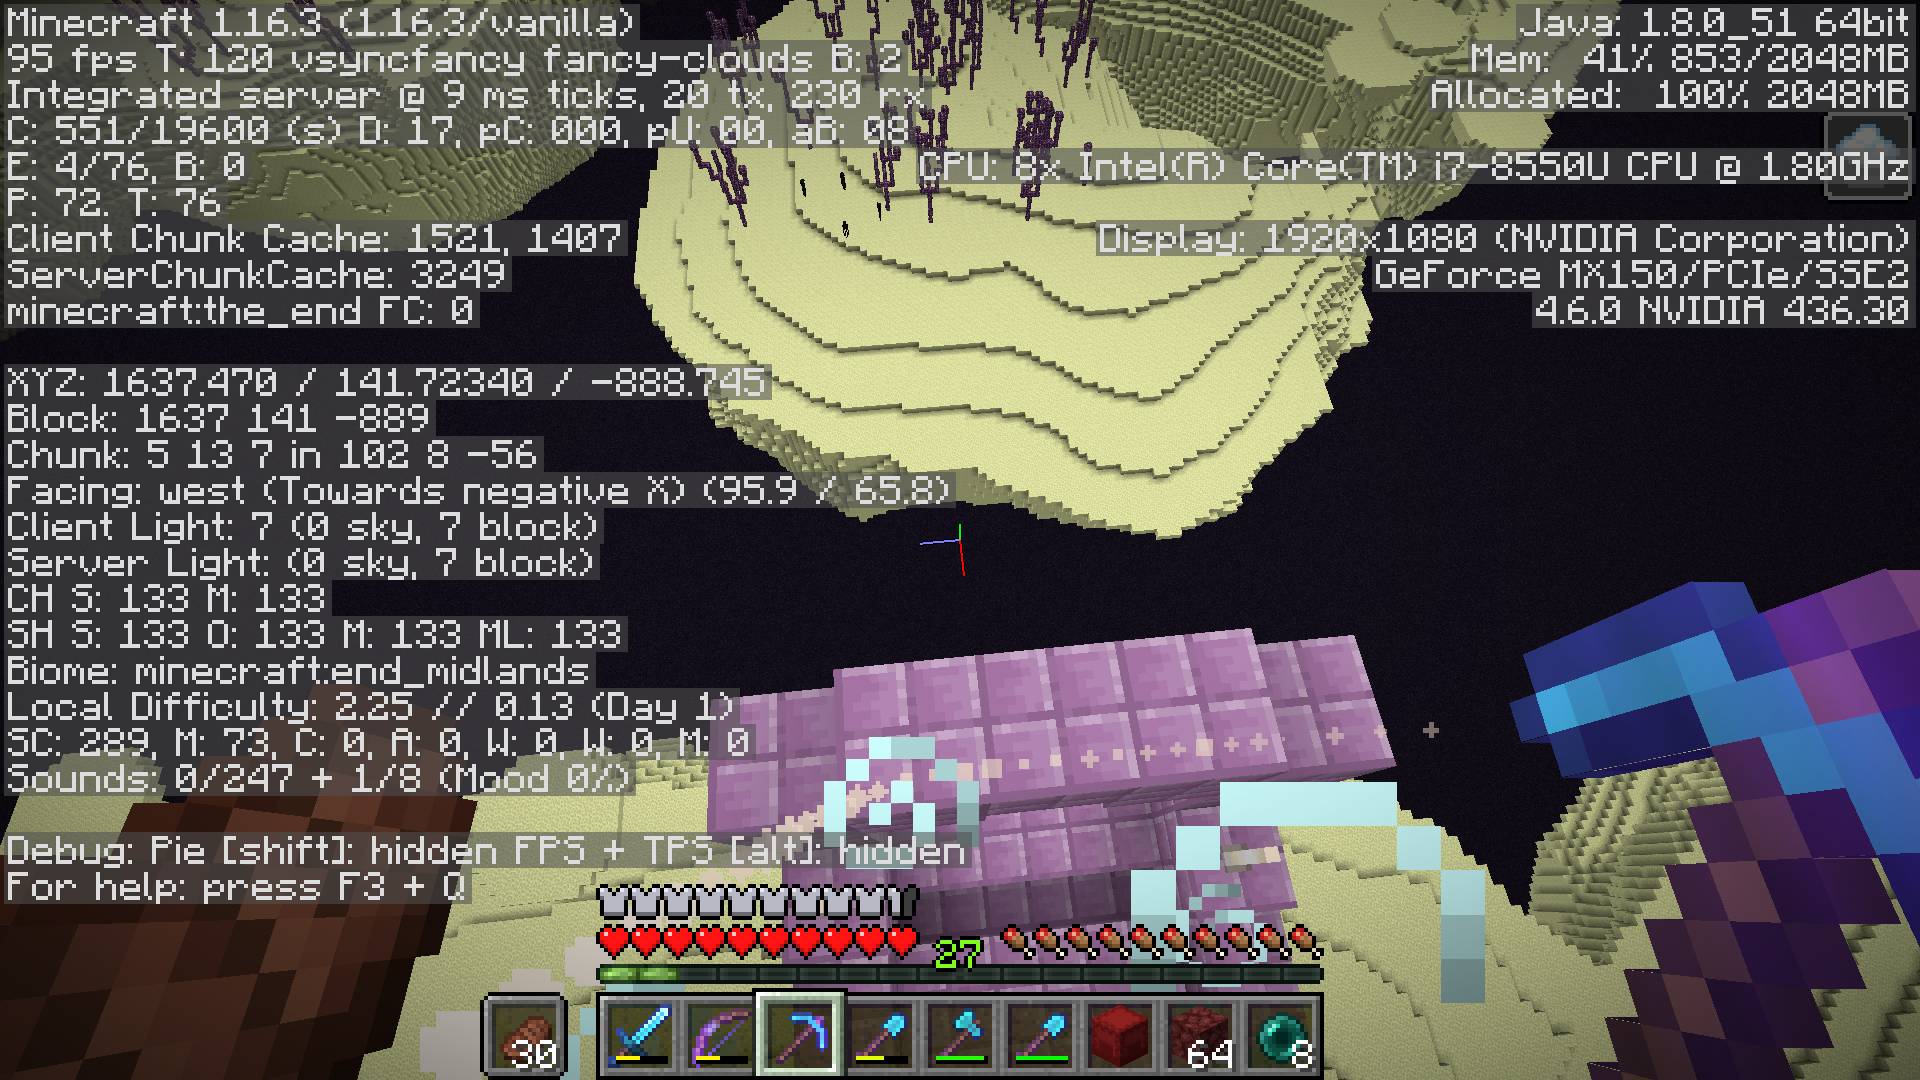 Minecraft 1.16.3 (1.16.3/vanilla)
95 fps T: 120 vsyncfancy fancy-clouds B: 2
Integrated server @ 9 ms ticks, 20 tx, 230 rx
C: 551/19600 (s) D: 17, pC: 000, pU: 00, aB: 08
E: 4/76, B: 0
P: 72. T: 76
Client Chunk Cache: 1521, 1407
ServerChunkCache: 3249
minecraft:the_end FC: 0
XYZ: 1637.470 / 141.72340 / -888.745
Block: 1637 141 -889
Chunk: 5 13 7 in 102 8 -56
Facing: west (Towards negative X) (95.9 / 65.8)
Client Light: 7 (0 sky, 7 block)
Server Light: (0 sky, 7 block)
CH S: 133 M: 133
SH S: 133 O: 133 M: 133 ML: 133
Biome: minecraft:end_midlands
Local Difficulty: 2.25 // 0.13 (Day 1)
SC: 289, M: 73, C: 0, A: 0, W: 0 W: 0, M: 0
Sounds: 0/247 + 1/8 (Mood 0%)
Debug: Pie [shift]: hidden FPS + TPS [alt]: hidden
For help: press F3 + Q
Java: 1.8.0_51 64bit
Mem: 41% 853/2048MB
Allocated: 100% 2048MB
CPU: 8x Intel(R) Core(TM) i7-8550U CPU @ 1.80GHz
Display: 1920x1080 (NVIDIA Corporation)
GeForce MX150/PCIe/SSE2
4.6.0 NVIDIA 436.30
27
30
64
8